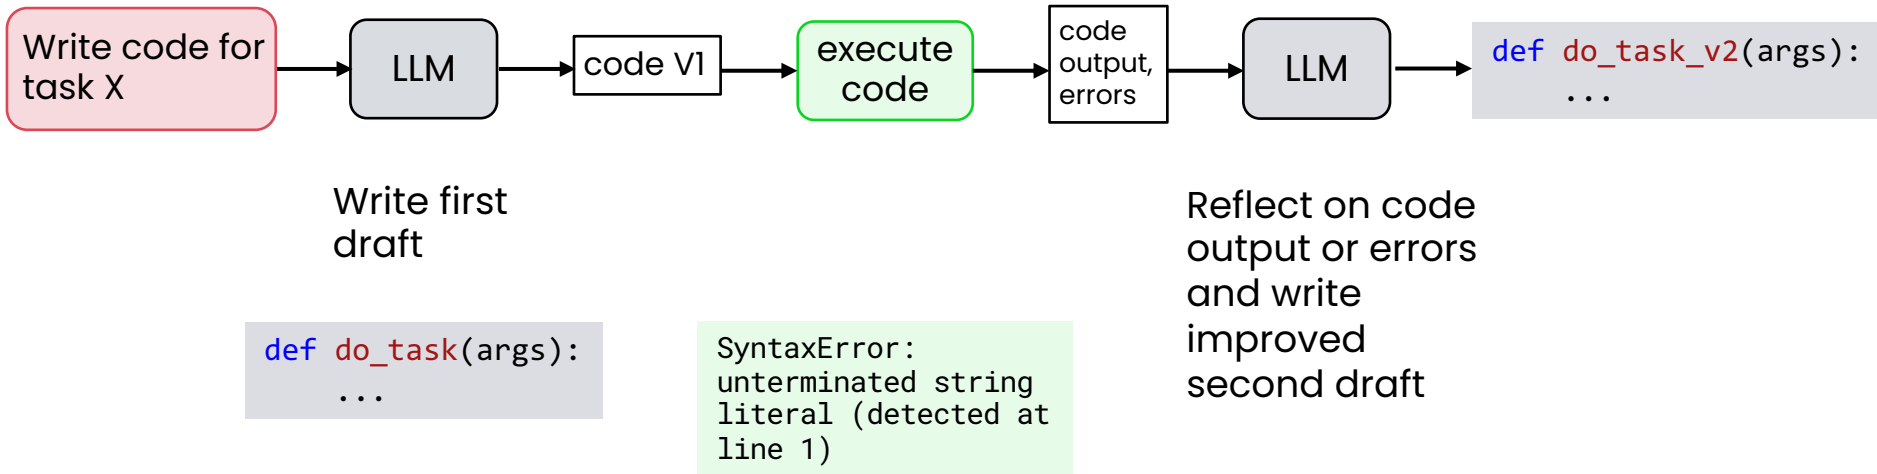 Write code for
task X
LLM
code V1
execute
code
code
output,
errors
LLM
def do_task_v2(args):
...
Write first
draft
Reflect on code
output or errors
and write
improved
second draft
def do_task(args):
...
SyntaxError:
unterminated string
literal (detected at
line 1)